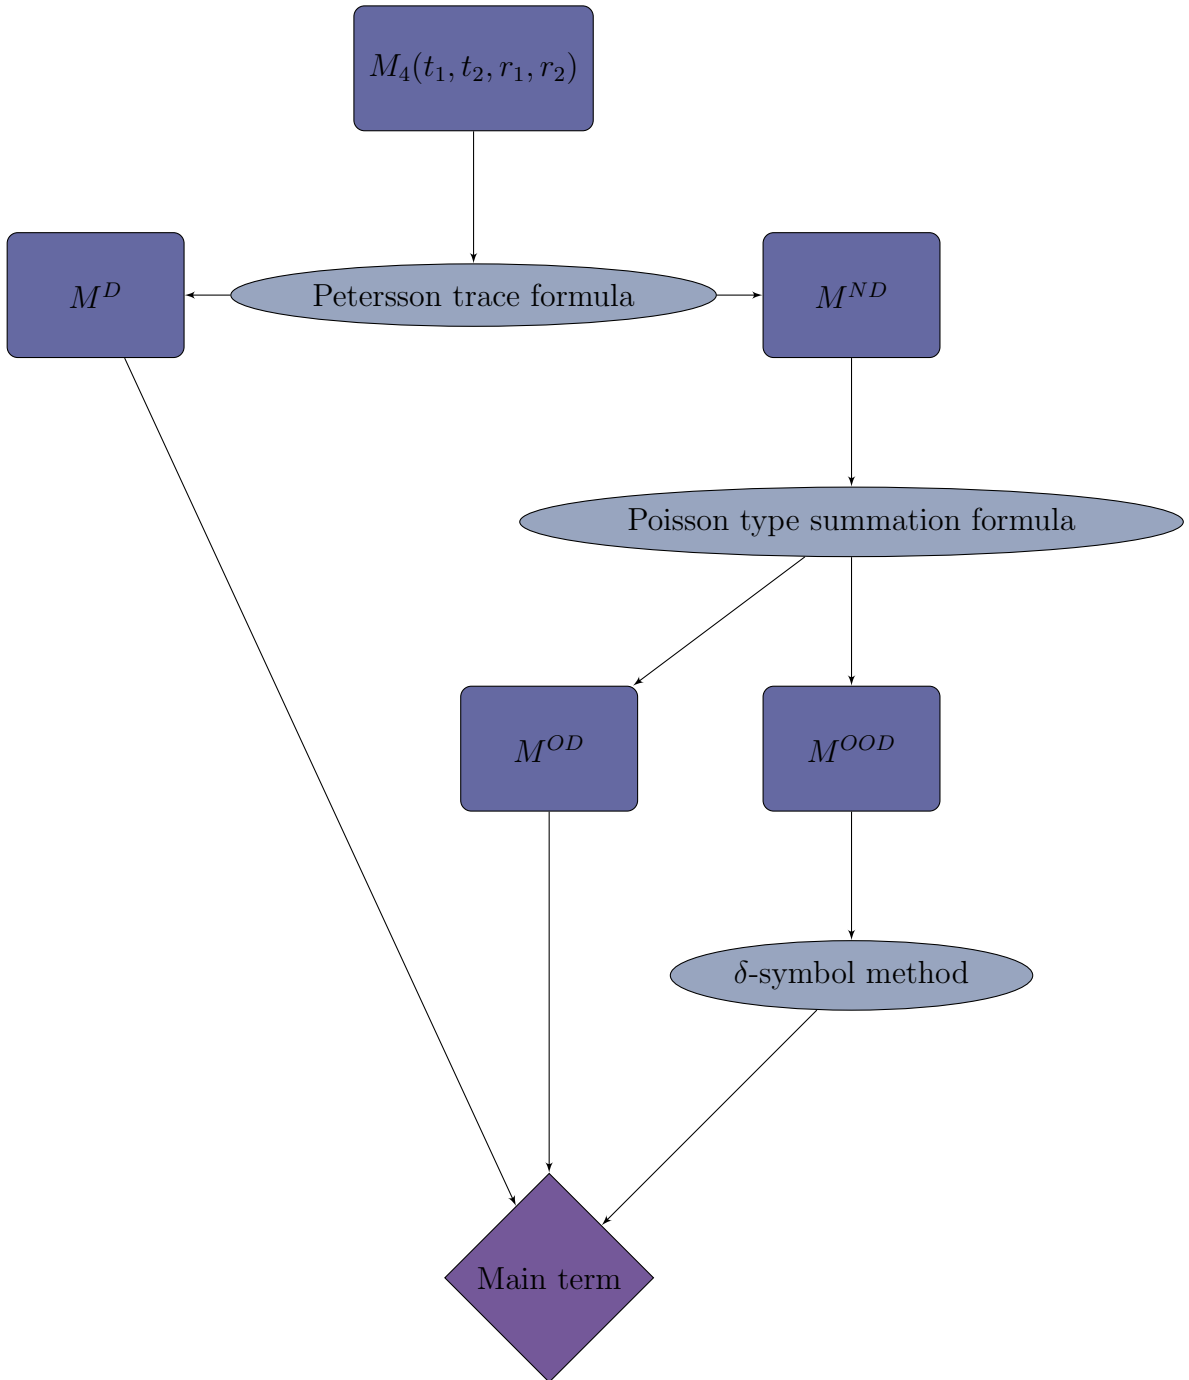 $M_4(t_1, t_2, r_1, r_2)$
$M^D$
Petersson trace formula
$M^{ND}$
Poisson type summation formula
$M^{OD}$
$M^{OOD}$
$\delta$-symbol method
Main term